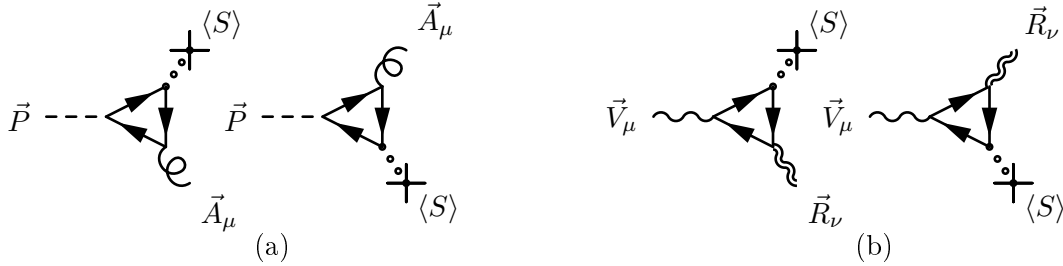 ⟨S⟩ A⃗_μ ⟨S⟩ R⃗_ν
P⃗ P⃗ V⃗_μ V⃗_μ
A⃗_μ ⟨S⟩ R⃗_ν ⟨S⟩
(a) (b)